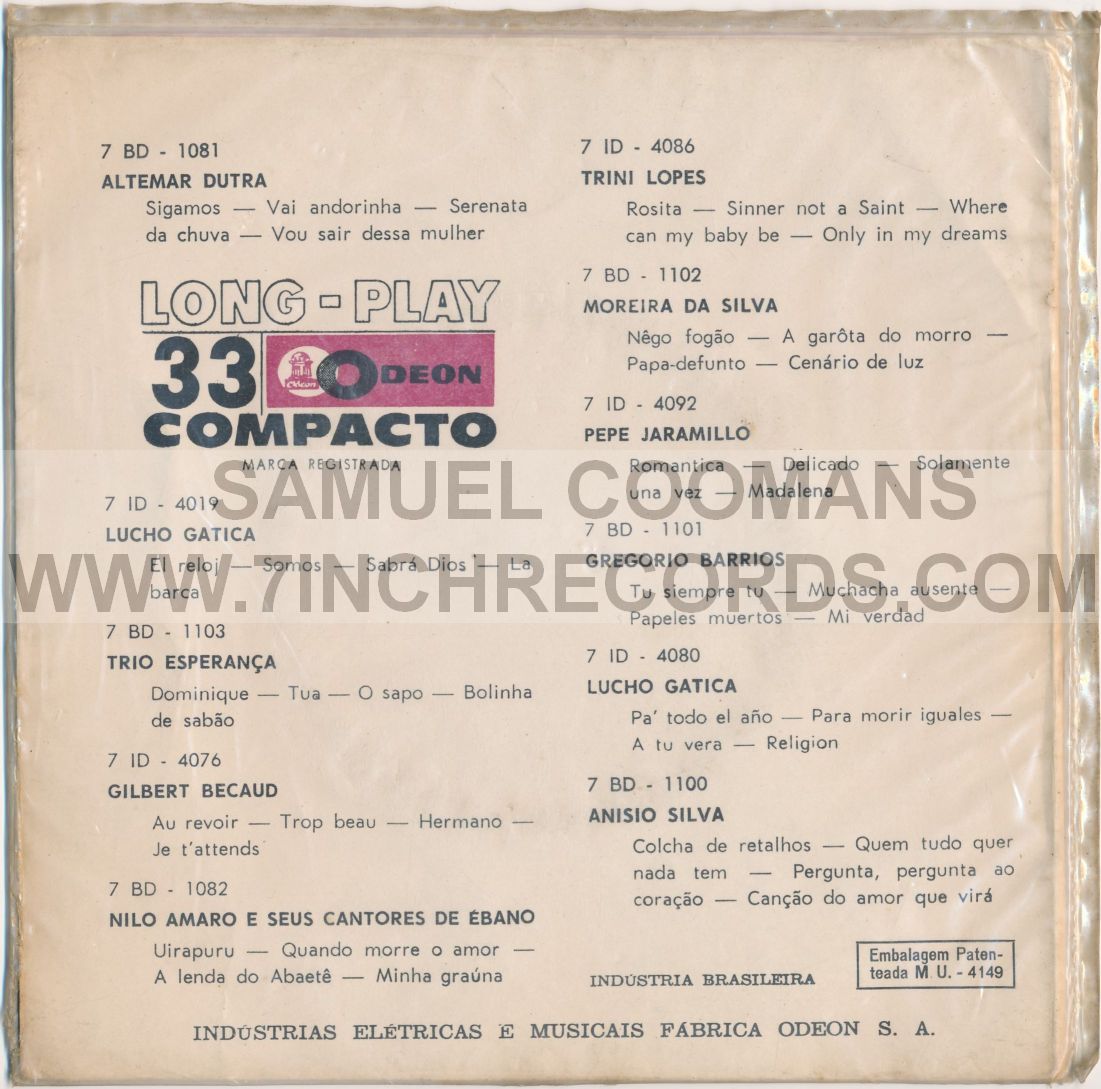 7 BD - 1081
ALTEMAR DUTRA
Sigamos — Vai andorinha — Serenata
da chuva — Vou sair dessa mulher
LONG-PLAY
33 Odeon ODEON
COMPACTO
MARCA REGISTRADA
7 ID - 4019
LUCHO GATICA
El reloj — Somos — Sabrá Dios — La
barca
7 BD - 1103
TRIO ESPERANÇA
Dominique — Tua — O sapo — Bolinha
de sabão
7 ID - 4076
GILBERT BECAUD
Au revoir — Trop beau — Hermano —
Je t'attends
7 BD - 1082
NILO AMARO E SEUS CANTORES DE ÉBANO
Uirapuru — Quando morre o amor —
A lenda do Abaetê — Minha graúna
7 ID - 4086
TRINI LOPES
Rosita — Sinner not a Saint — Where
can my baby be — Only in my dreams
7 BD - 1102
MOREIRA DA SILVA
Nêgo fogão — A garôta do morro —
Papa-defunto — Cenário de luz
7 ID - 4092
PEPE JARAMILLO
Romantica — Delicado — Solamente
una vez — Madalena
7 BD - 1101
GREGORIO BARRIOS
Tu siempre tu — Muchacha ausente —
Papeles muertos — Mi verdad
7 ID - 4080
LUCHO GATICA
Pa' todo el año — Para morir iguales —
A tu vera — Religion
7 BD - 1100
ANISIO SILVA
Colcha de retalhos — Quem tudo quer
nada tem — Pergunta, pergunta ao
coração — Canção do amor que virá
INDÚSTRIA BRASILEIRA
Embalagem Paten-
teada M. U. - 4149
INDÚSTRIAS ELÉTRICAS E MUSICAIS FÁBRICA ODEON S. A.
SAMUEL COOMANS
WWW.7INCHRECORDS.COM